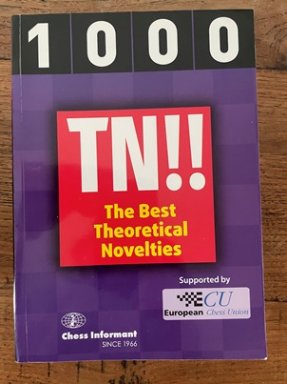 1000
TN!!
The Best
Theoretical
Novelties
Supported by
ECU
European Chess Union
Chess Informant
SINCE 1966